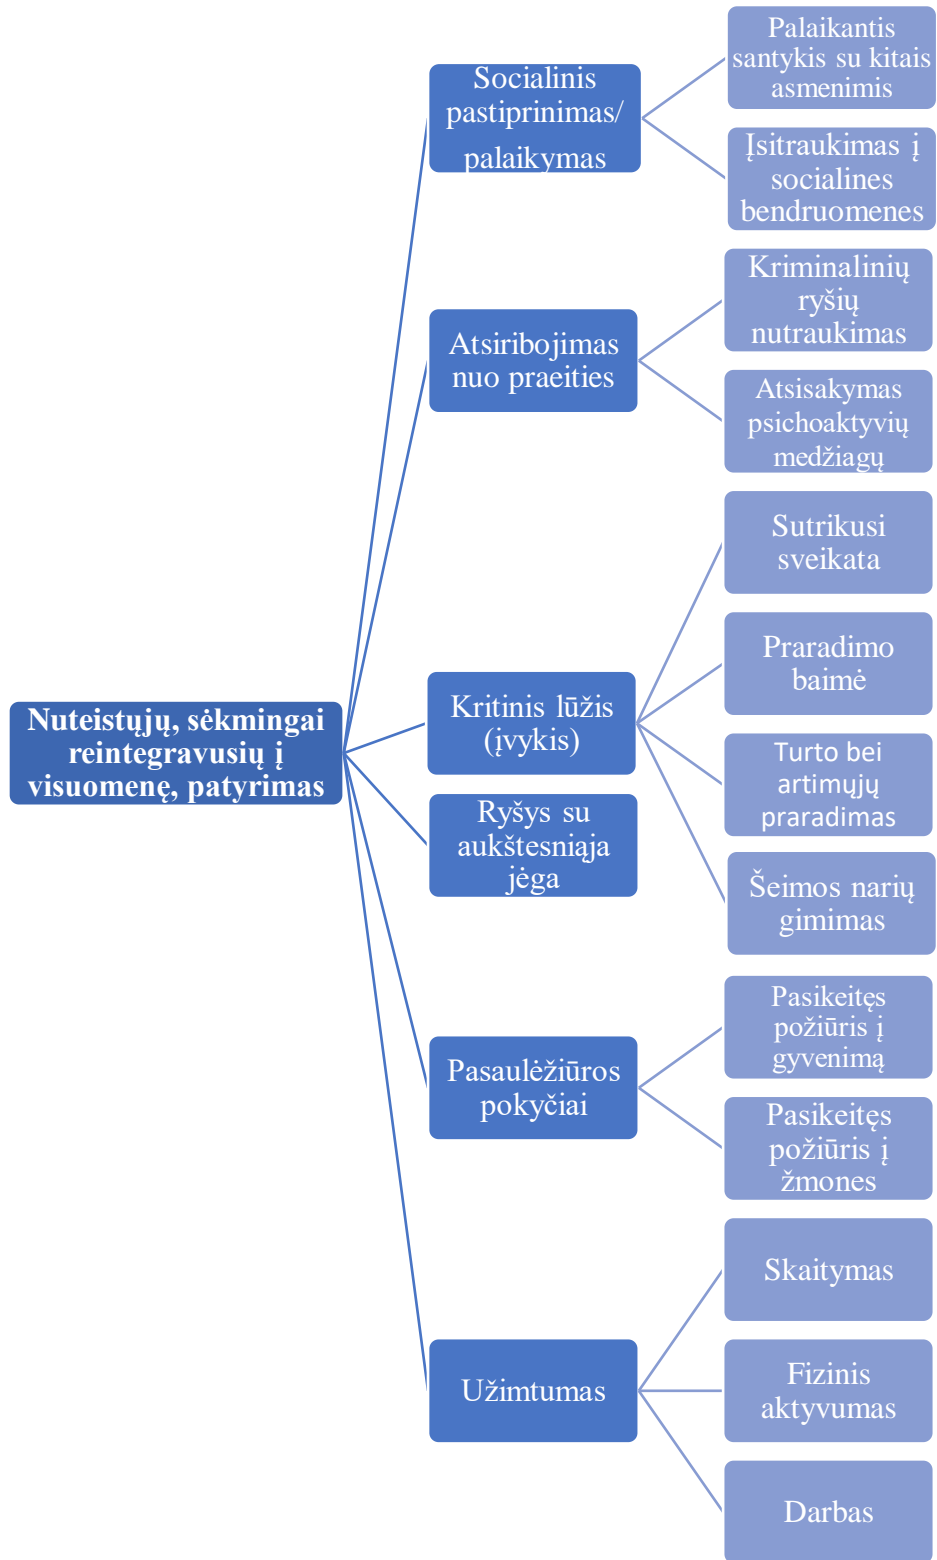 Nuteistųjų, sėkmingai
reintegravusių į
visuomenę, patyrimas
Socialinis
pastiprinimas/
palaikymas
Palaikantis
santykis su kitais
asmenimis
Įsitraukimas į
socialines
bendruomenes
Atsiribojimas
nuo praeities
Kriminalinių
ryšių
nutraukimas
Atsisakymas
psichoaktyvių
medžiagų
Kritinis lūžis
(įvykis)
Sutrikusi
sveikata
Praradimo
baimė
Turto bei
artimųjų
praradimas
Šeimos narių
gimimas
Ryšys su
aukštesniąja
jėga
Pasaulėžiūros
pokyčiai
Pasikeitęs
požiūris į
gyvenimą
Pasikeitęs
požiūris į
žmones
Užimtumas
Skaitymas
Fizinis
aktyvumas
Darbas